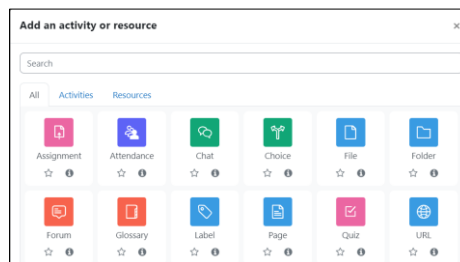 Add an activity or resource
Search
All Activities Resources
Assignment Attendance Chat Choice File Folder
Forum Glossary Label Page Quiz URL